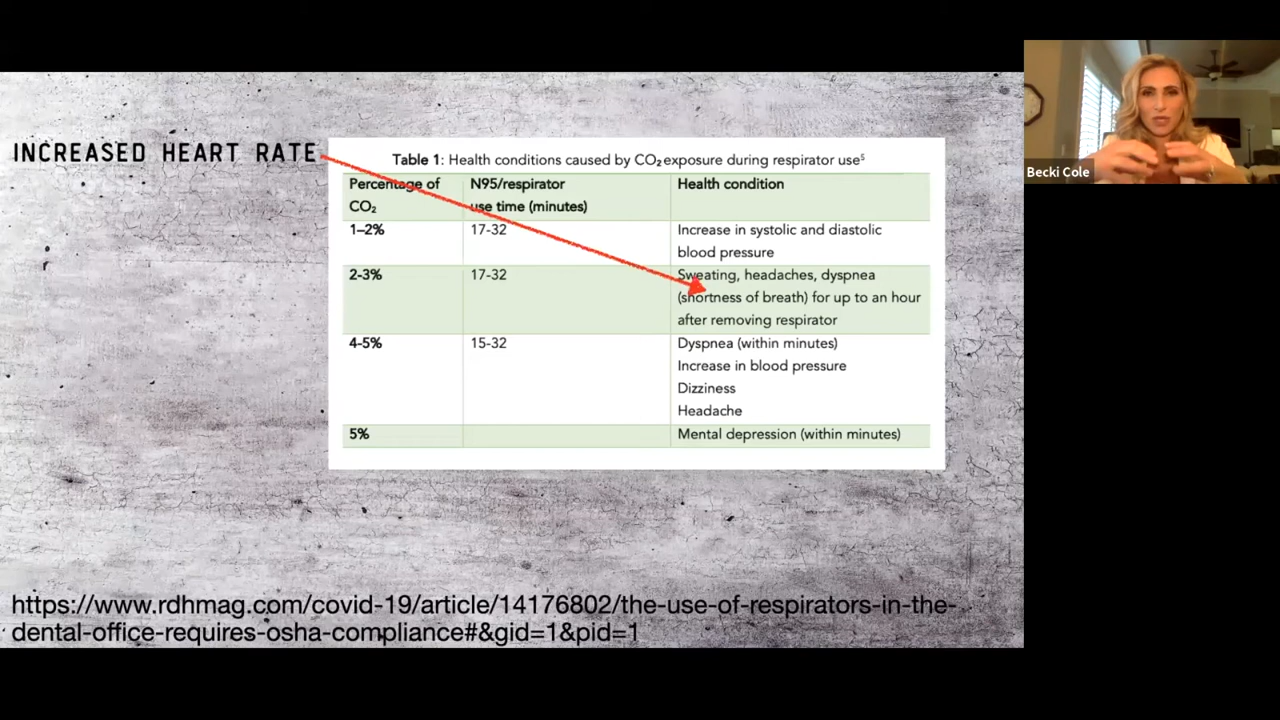 INCREASED HEART RATE
Table 1: Health conditions caused by CO₂ exposure during respirator use⁵
Percentage of CO₂ N95/respirator use time (minutes) Health condition
1–2% 17-32 Increase in systolic and diastolic
blood pressure
2-3% 17-32 Sweating, headaches, dyspnea
(shortness of breath) for up to an hour
after removing respirator
4-5% 15-32 Dyspnea (within minutes)
Increase in blood pressure
Dizziness
Headache
5% Mental depression (within minutes)
https://www.rdhmag.com/covid-19/article/14176802/the-use-of-respirators-in-the-
dental-office-requires-osha-compliance#&gid=1&pid=1
Becki Cole